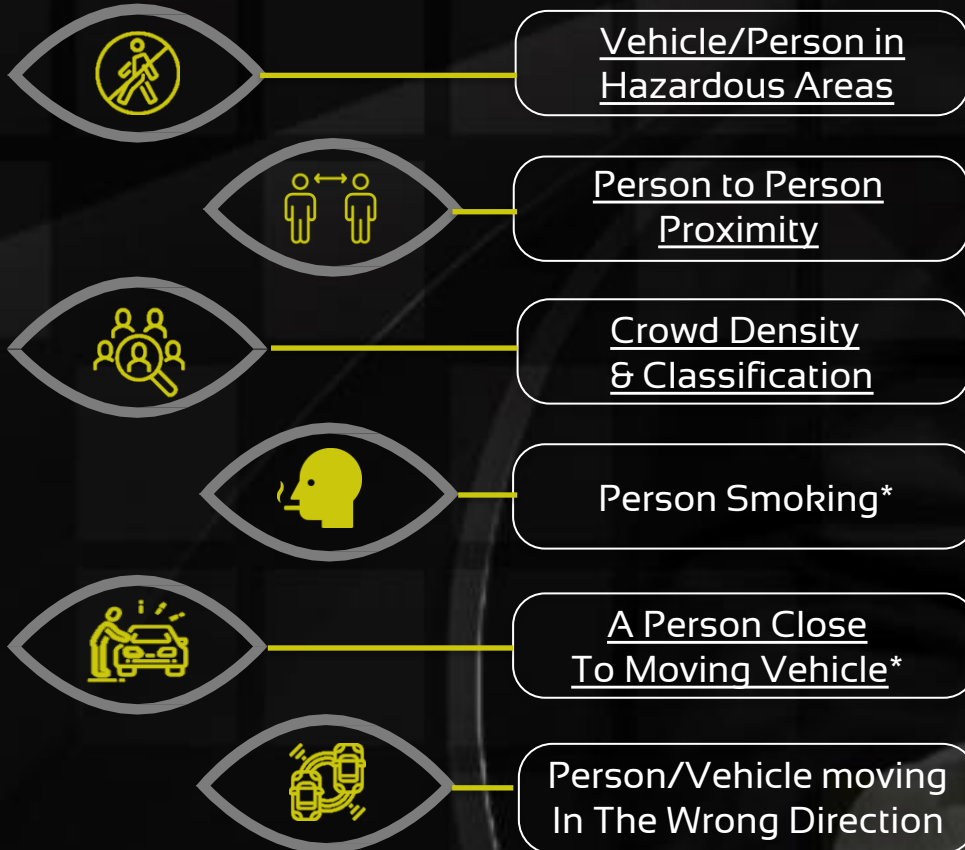 Vehicle/Person in
Hazardous Areas
Person to Person
Proximity
Crowd Density
& Classification
Person Smoking*
A Person Close
To Moving Vehicle*
Person/Vehicle moving
In The Wrong Direction